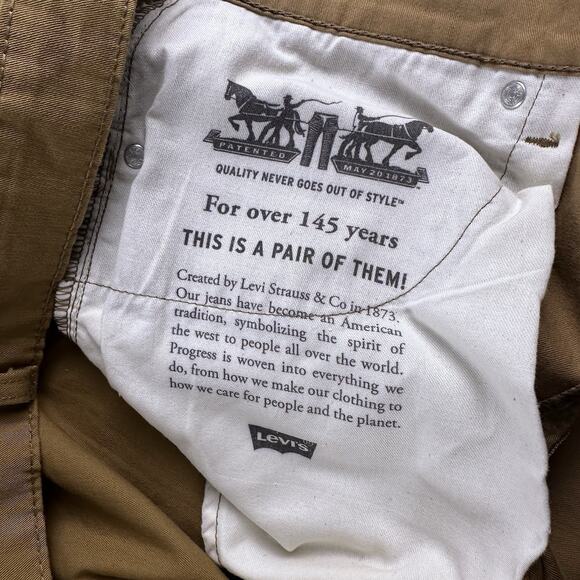 PATENTED MAY 20 1873
QUALITY NEVER GOES OUT OF STYLE™
For over 145 years
THIS IS A PAIR OF THEM!
Created by Levi Strauss & Co in 1873.
Our jeans have become an American
tradition, symbolizing the spirit of
the west to people all over the world.
Progress is woven into everything we
do, from how we make our clothing to
how we care for people and the planet.
Levi's